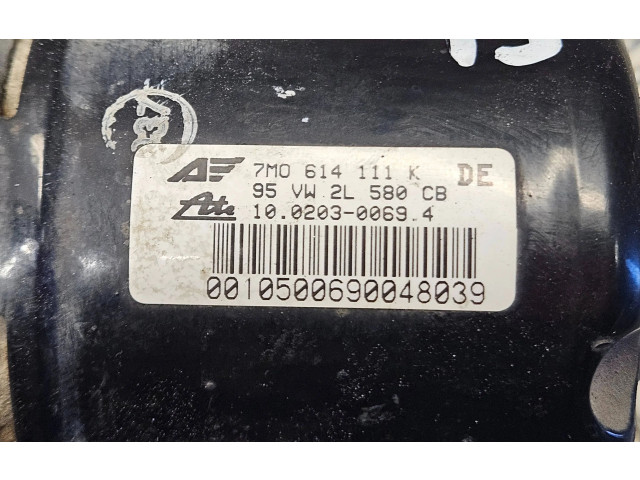 7M0 614 111 K DE
95 VW 2L 580 CB
Ate 10.0203-0069.4
0010500690048039